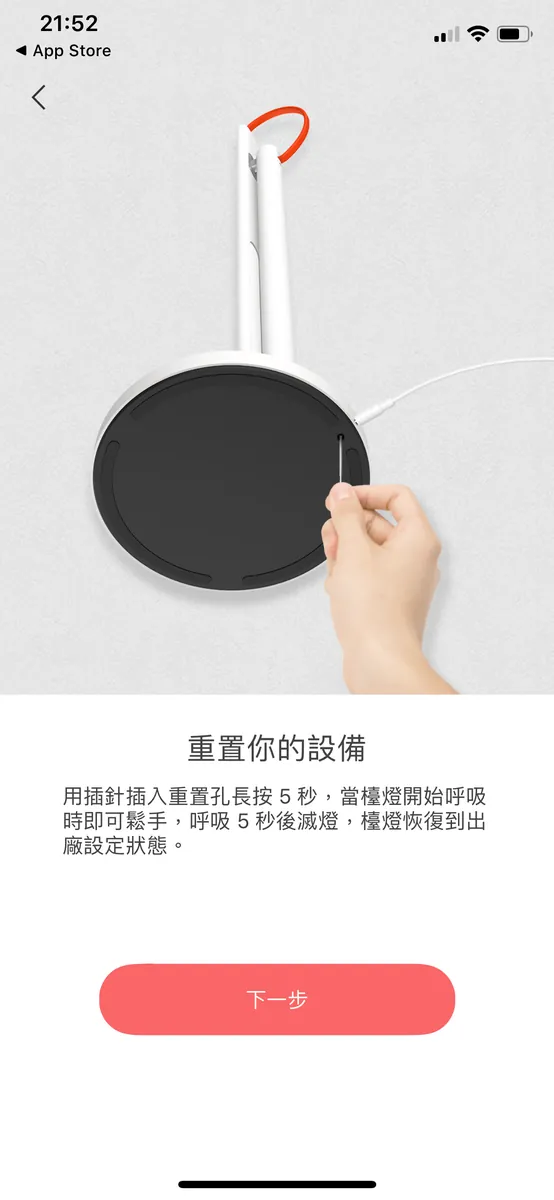 21:52
◀ App Store
重置你的設備
用插針插入重置孔長按 5 秒，當檯燈開始呼吸
時即可鬆手，呼吸 5 秒後滅燈，檯燈恢復到出
廠設定狀態。
下一步